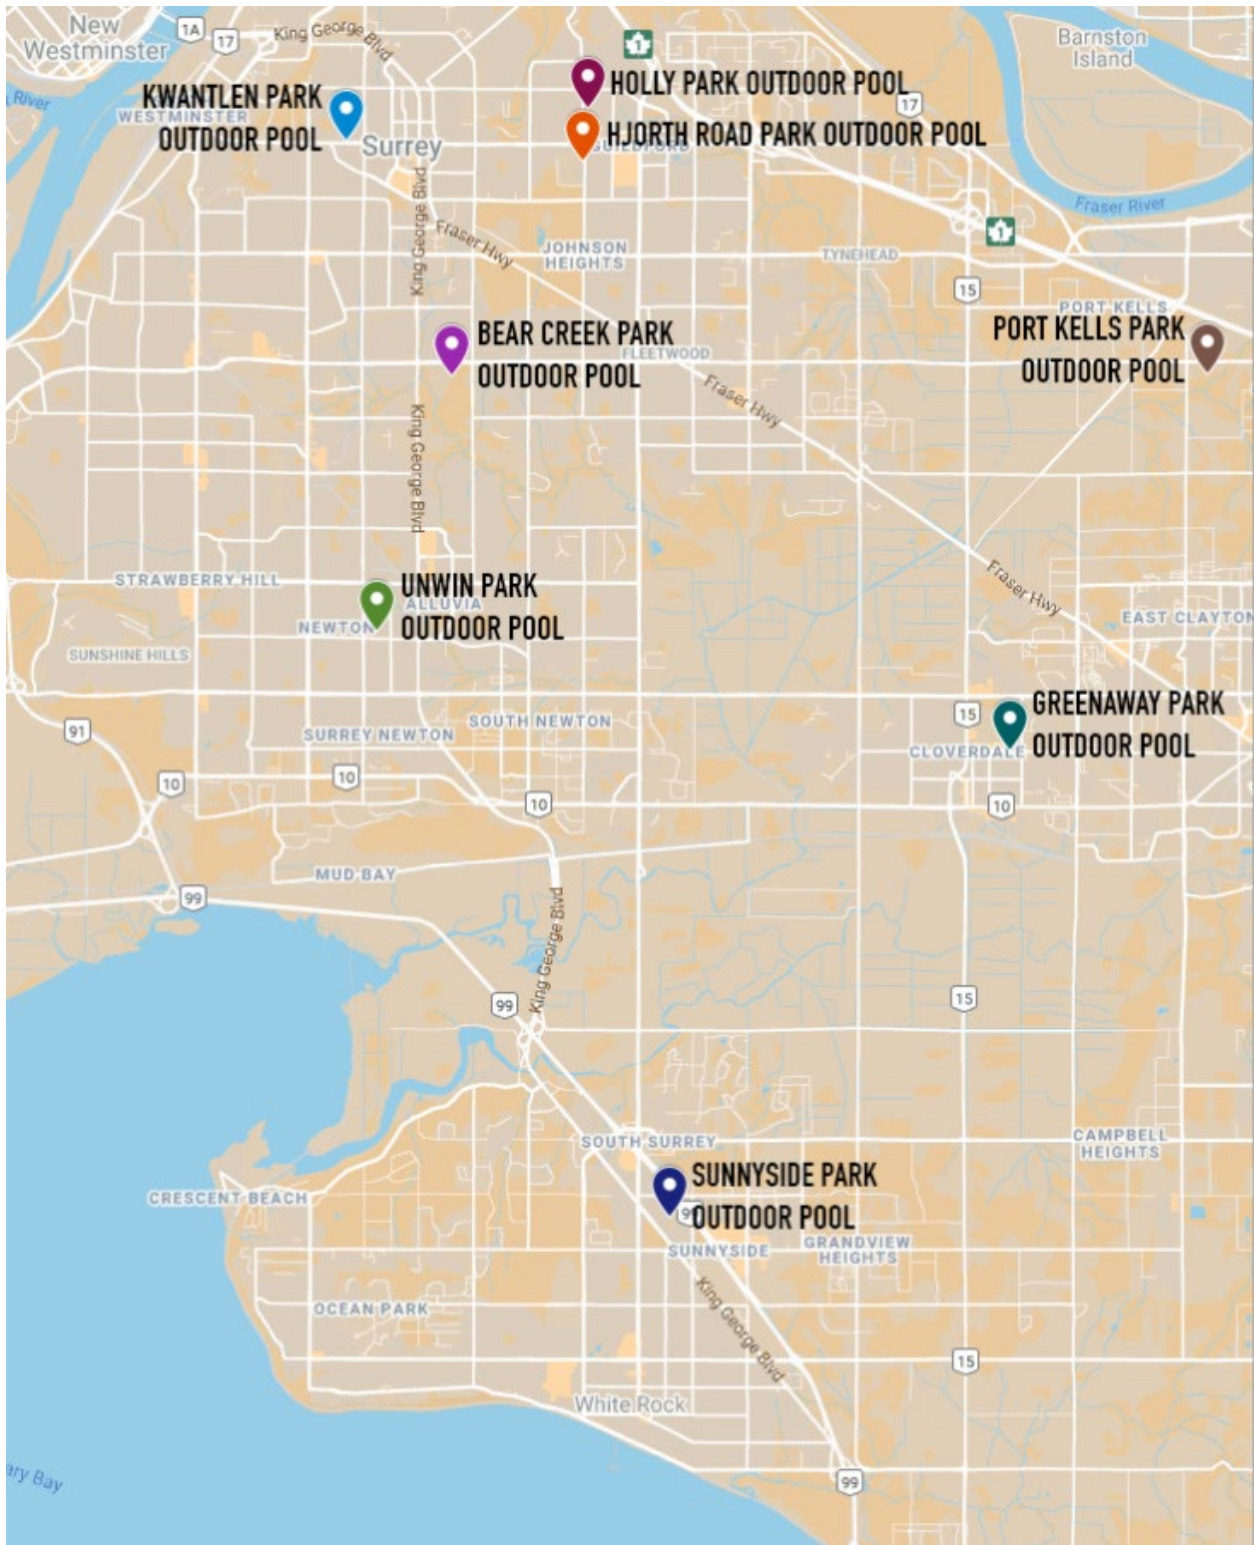 New
Westminster
1A
17
King George Blvd
1
Barnston
Island
River
KWANTLEN PARK
OUTDOOR POOL
WESTMINSTER
Surrey
HOLLY PARK OUTDOOR POOL
17
HJORTH ROAD PARK OUTDOOR POOL
GUILDFORD
King George Blvd
Fraser Hwy
JOHNSON
HEIGHTS
TYNEHEAD
Fraser River
1
15
PORT KELLS
PORT KELLS PARK
OUTDOOR POOL
BEAR CREEK PARK
OUTDOOR POOL
FLEETWOOD
Fraser Hwy
King George Blvd
STRAWBERRY HILL
UNWIN PARK
OUTDOOR POOL
ALLUVIA
NEWTON
SUNSHINE HILLS
Fraser Hwy
EAST CLAYTON
GREENAWAY PARK
OUTDOOR POOL
15
CLOVERDALE
91
SURREY NEWTON
SOUTH NEWTON
10
10
10
10
MUD BAY
99
King George Blvd
99
15
SOUTH SURREY
CAMPBELL
HEIGHTS
CRESCENT BEACH
SUNNYSIDE PARK
OUTDOOR POOL
SUNNYSIDE
GRANDVIEW
HEIGHTS
OCEAN PARK
King George Blvd
15
White Rock
ary Bay
99